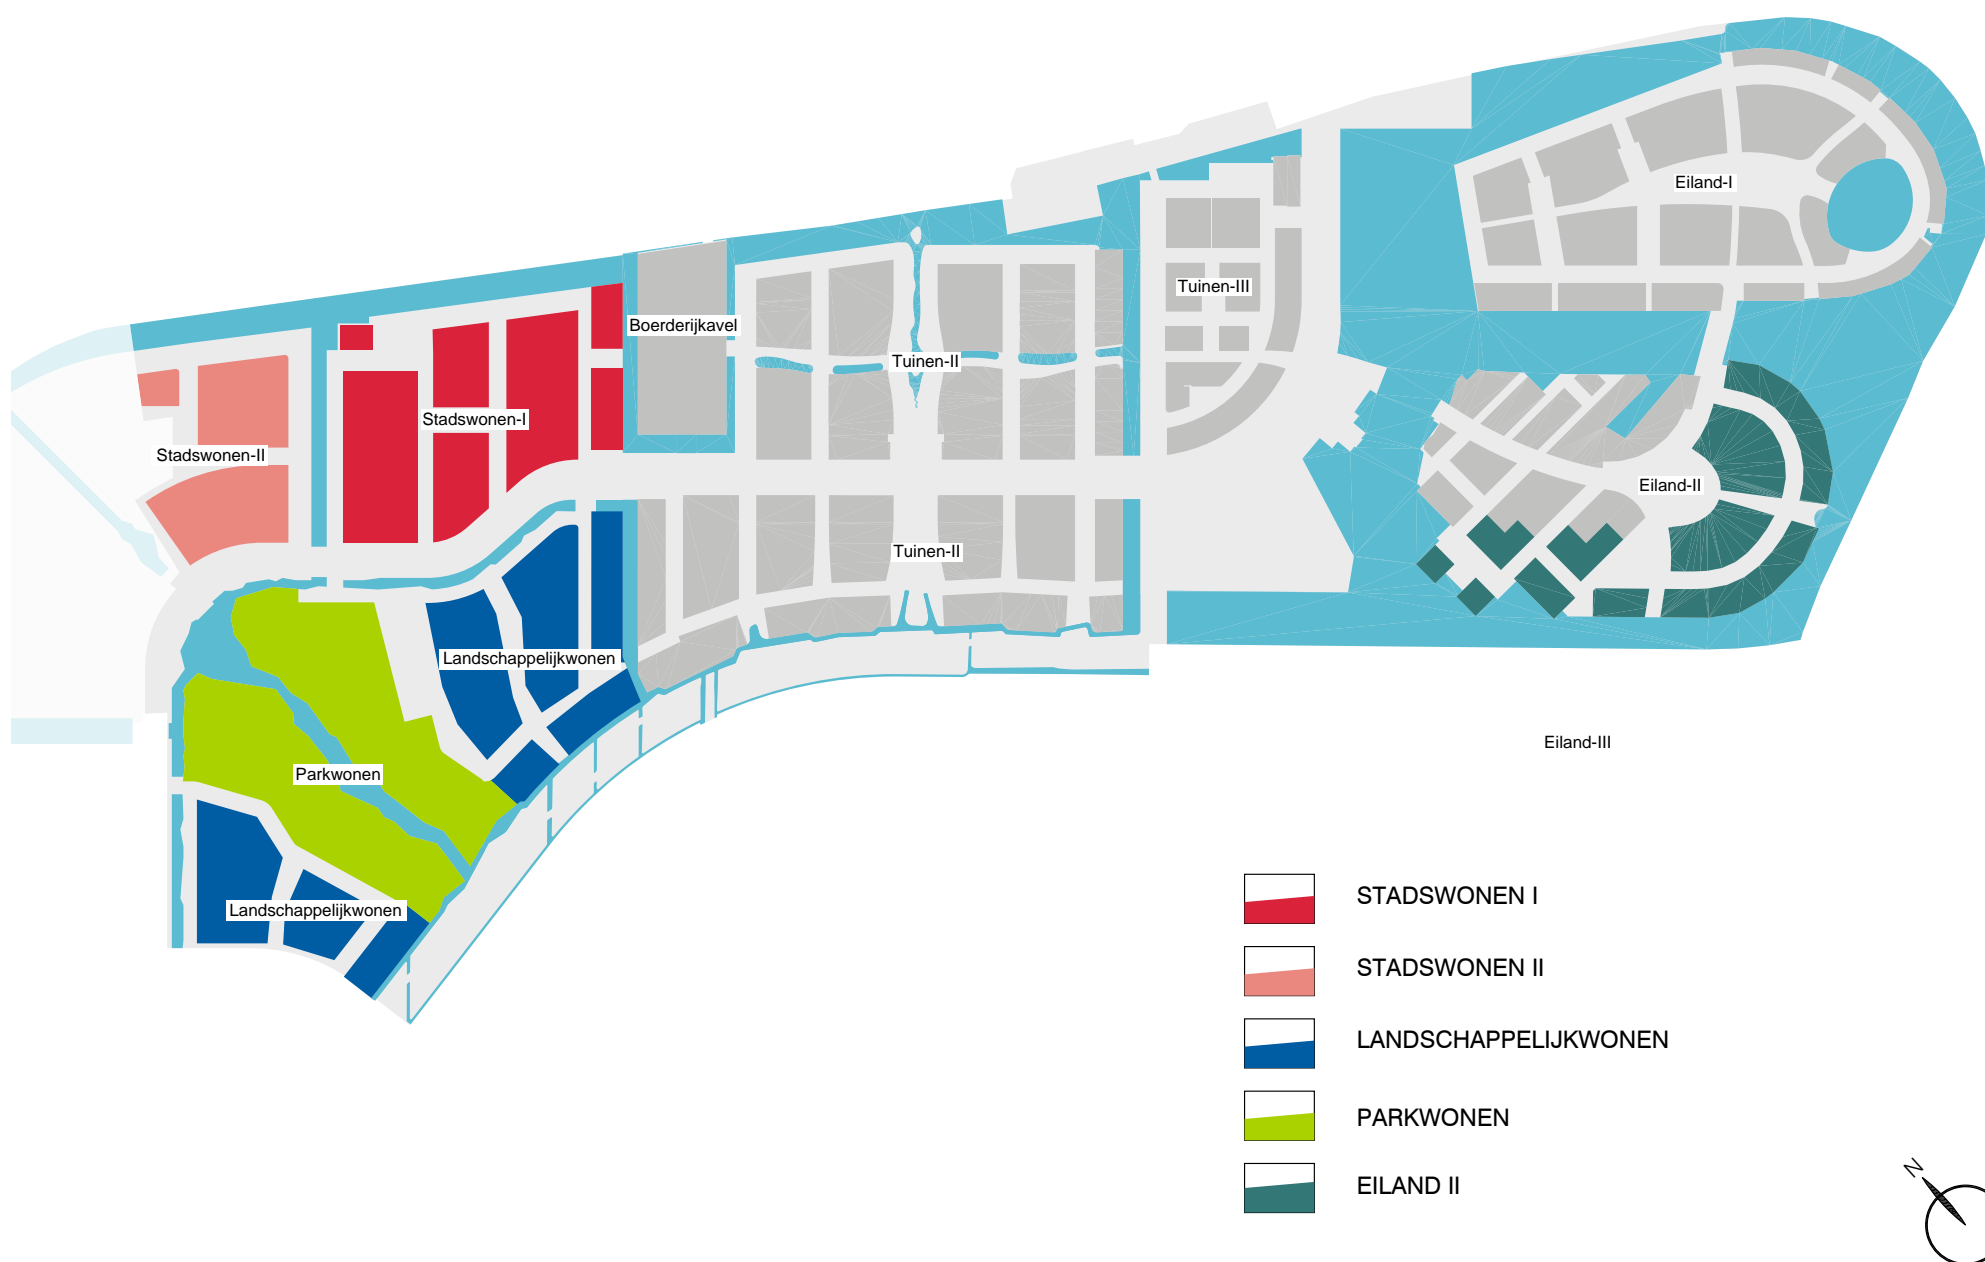 Eiland-I
Tuinen-III
Boerderijkavel
Tuinen-II
Stadswonen-I
Stadswonen-II
Eiland-II
Tuinen-II
Landschappelijkwonen
Eiland-III
Parkwonen
Landschappelijkwonen
STADSWONEN I
STADSWONEN II
LANDSCHAPPELIJKWONEN
PARKWONEN
EILAND II
N